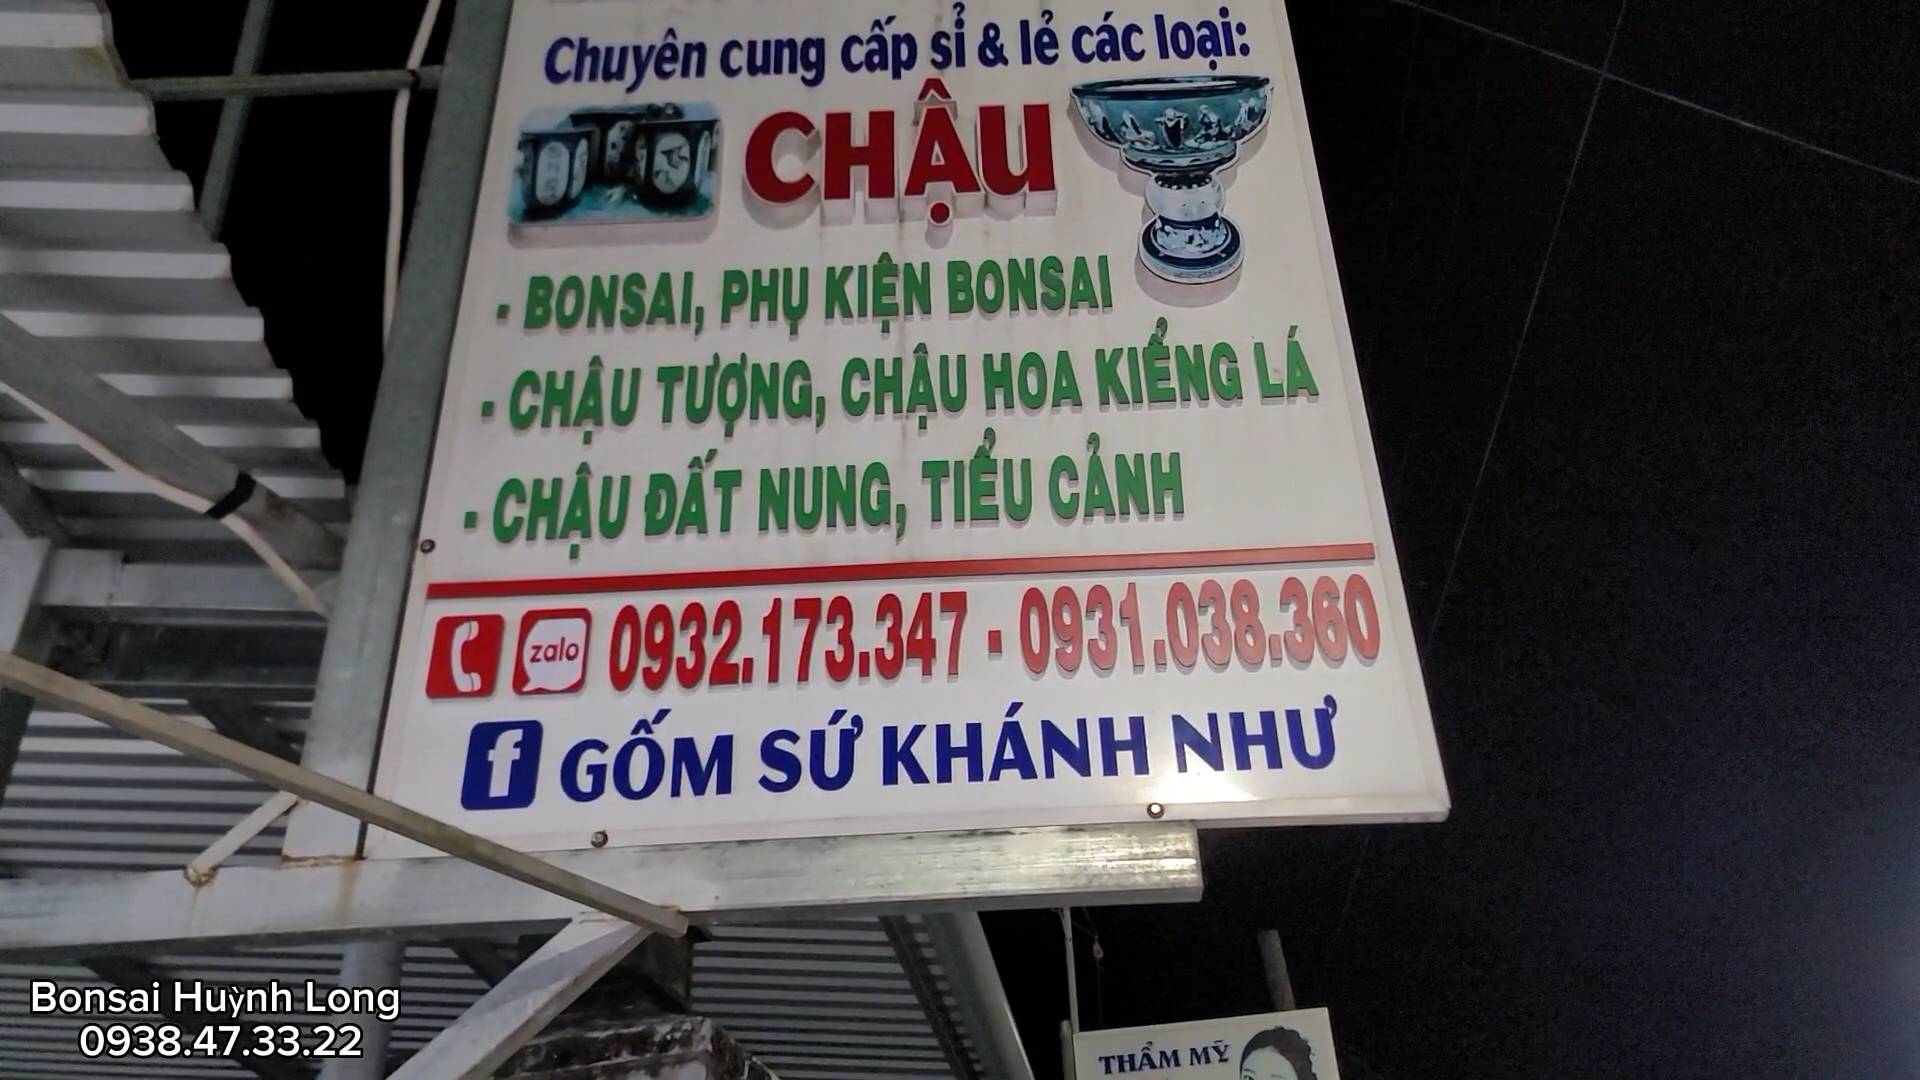 Chuyên cung cấp sỉ & lẻ các loại:
CHẬU
- BONSAI, PHỤ KIỆN BONSAI
- CHẬU TƯỢNG, CHẬU HOA KIỂNG LÁ
- CHẬU ĐẤT NUNG, TIỂU CẢNH
zalo 0932.173.347 - 0931.038.360
f GỐM SỨ KHÁNH NHƯ
Bonsai Huỳnh Long
0938.47.33.22
THẨM MỸ